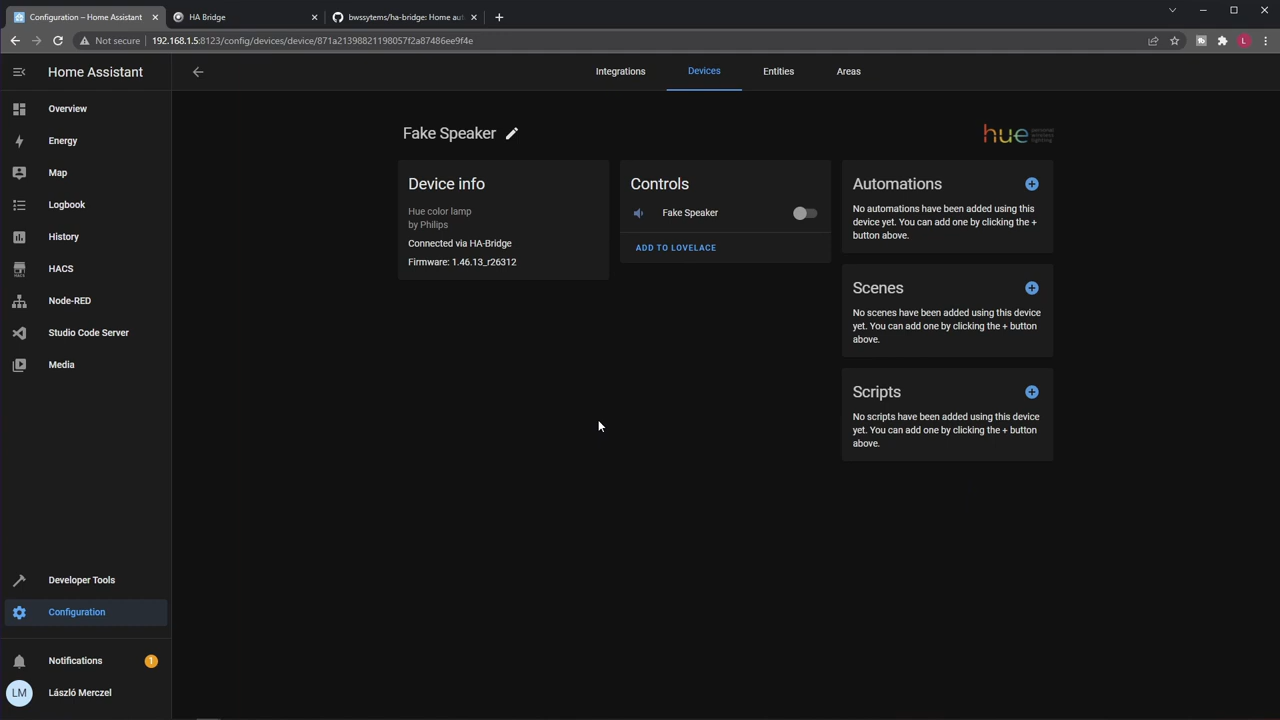 Configuration – Home Assistant
HA Bridge
bwssytems/ha-bridge: Home aut
Not secure
192.168.1.5:8123/config/devices/device/871a21398821198057f2a87486ee9f4e
L
Home Assistant
Integrations
Devices
Entities
Areas
Overview
Energy
Map
Logbook
History
HACS
Node-RED
Studio Code Server
Media
Developer Tools
Configuration
Notifications
1
LM
László Merczel
Fake Speaker
hue personal wireless lighting
Device info
Hue color lamp
by Philips
Connected via HA-Bridge
Firmware: 1.46.13_r26312
Controls
Fake Speaker
ADD TO LOVELACE
Automations
No automations have been added using this
device yet. You can add one by clicking the +
button above.
Scenes
No scenes have been added using this device
yet. You can add one by clicking the + button
above.
Scripts
No scripts have been added using this device
yet. You can add one by clicking the + button
above.